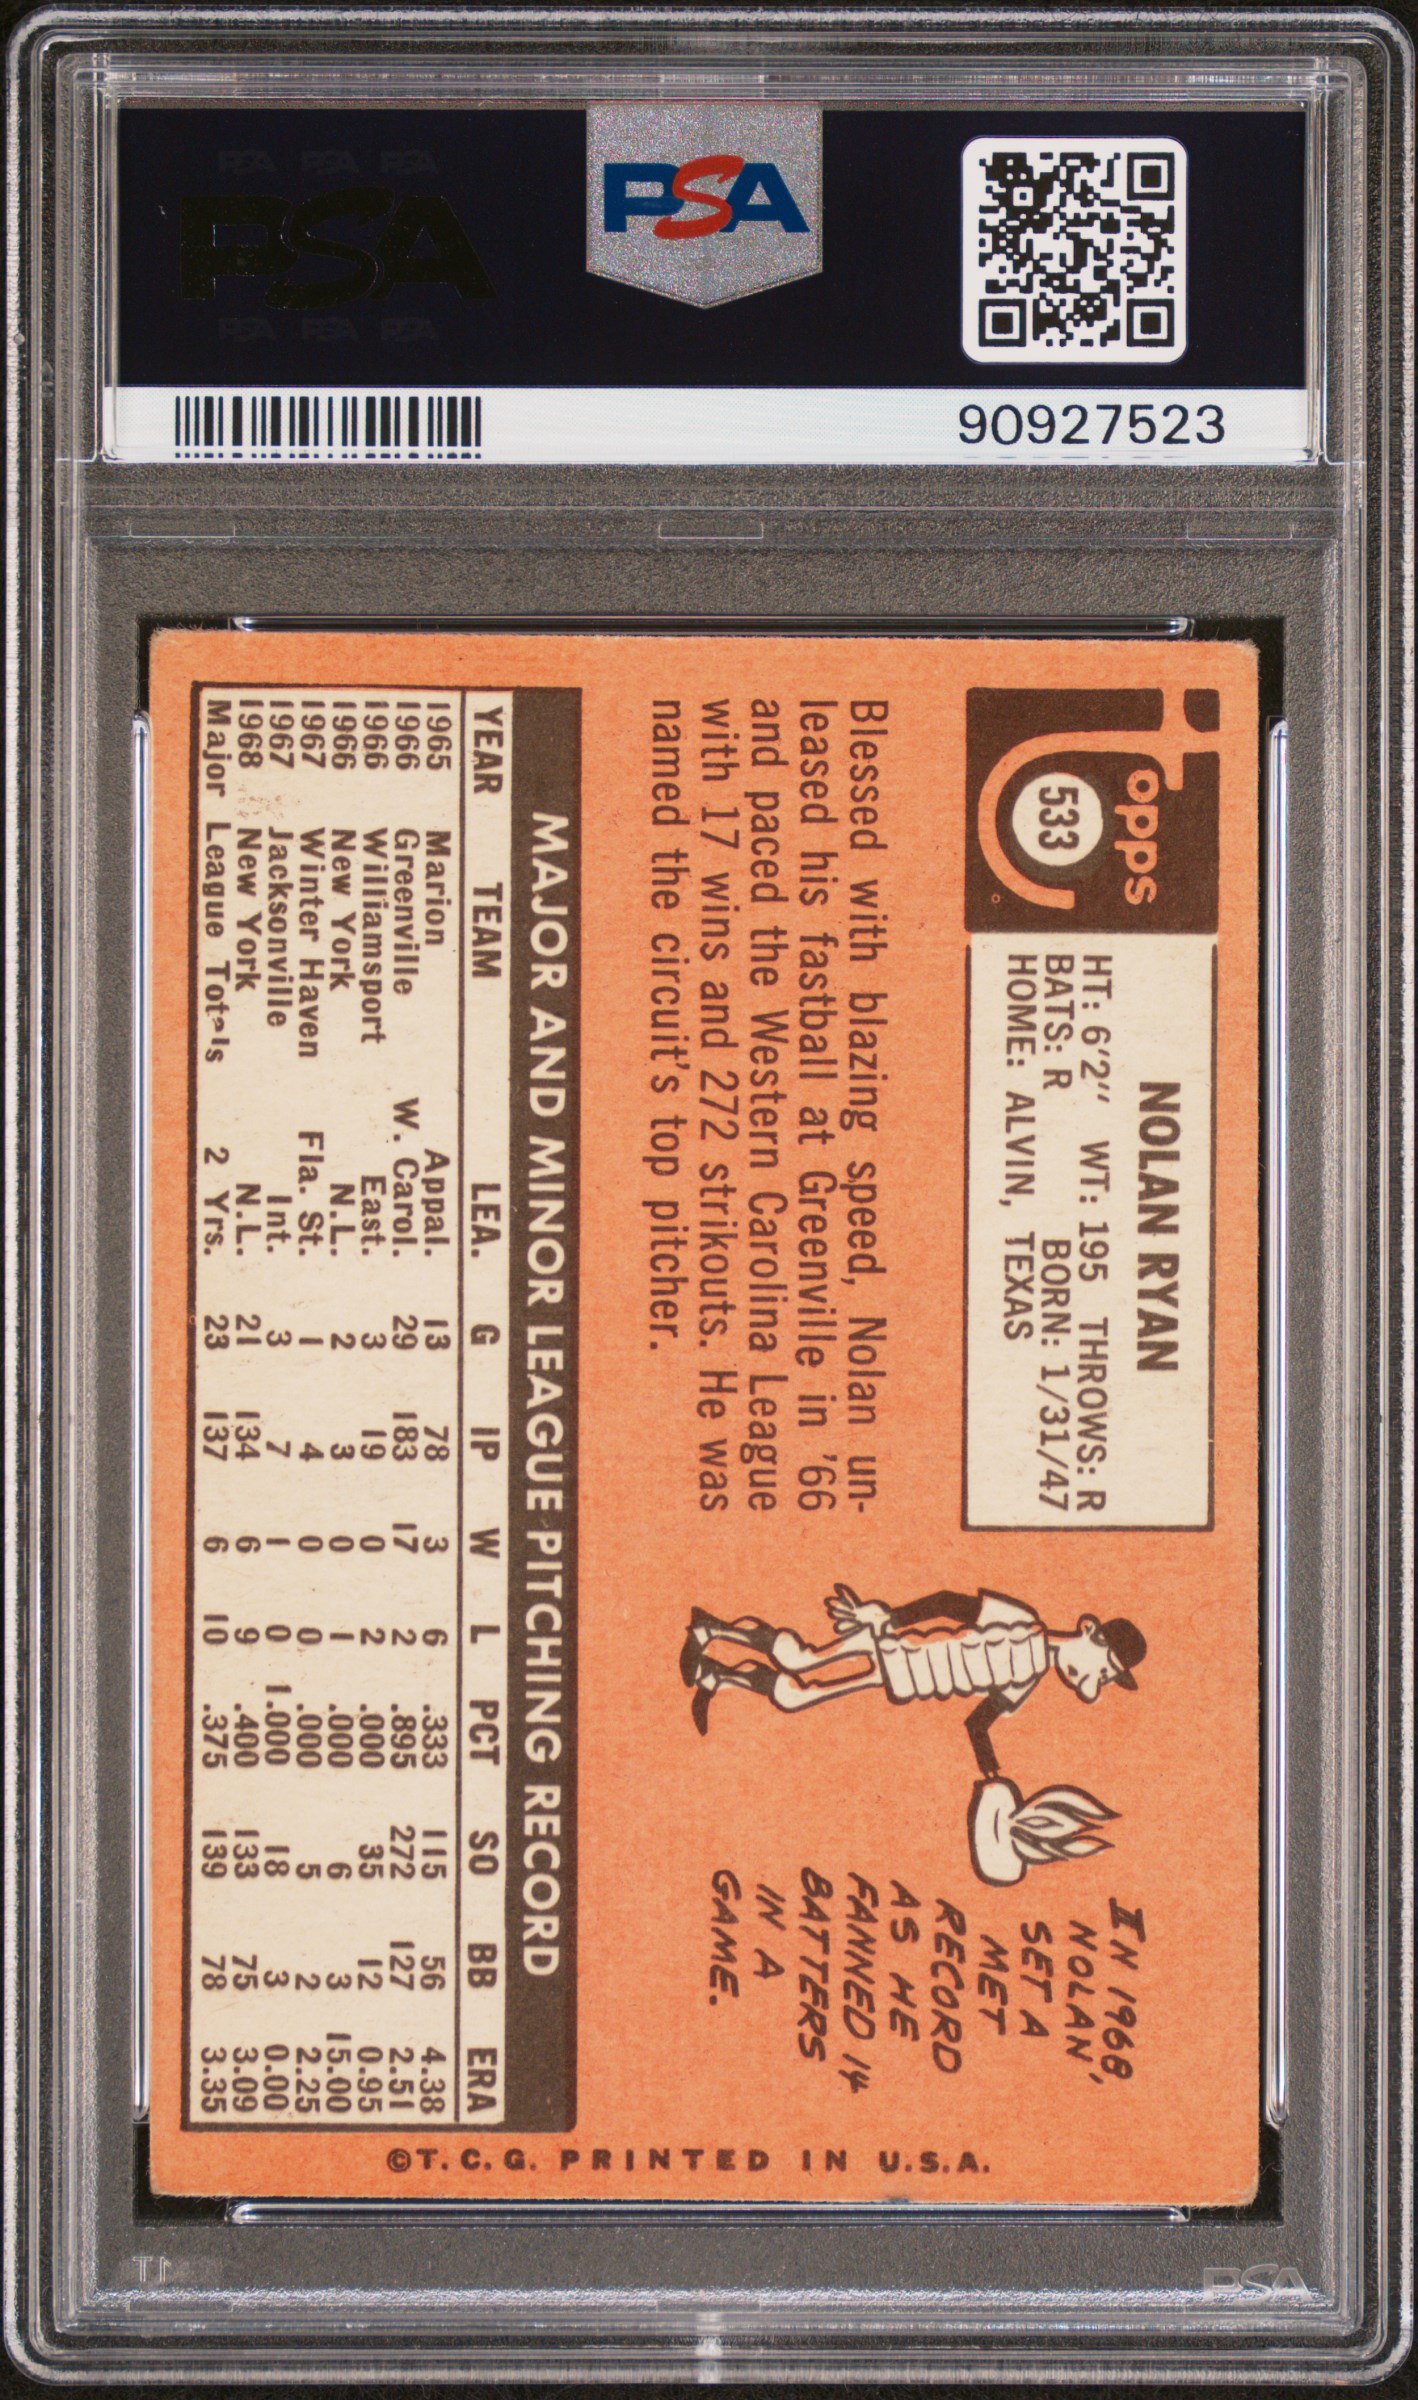 PSA PSA PSA
PSA
PSA PSA PSA
PSA
90927523
Topps
533
NOLAN RYAN
HT: 6'2" WT: 195 THROWS: R
BATS: R BORN: 1/31/47
HOME: ALVIN, TEXAS
Blessed with blazing speed, Nolan un-
leased his fastball at Greenville in '66
and paced the Western Carolina League
with 17 wins and 272 strikouts. He was
named the circuit's top pitcher.
IN 1968,
NOLAN,
SET A
MET
RECORD
AS HE
FANNED 14
BATTERS
IN A
GAME.
MAJOR AND MINOR LEAGUE PITCHING RECORD
YEAR TEAM LEA. G IP W L PCT SO BB ERA
1965 Marion Appal. 13 78 3 6 .333 115 56 4.38
1966 Greenville W. Carol. 29 183 17 2 .895 272 127 2.51
1966 Williamsport East. 3 19 0 2 .000 35 12 0.95
1966 New York N.L. 2 3 0 1 .000 6 3 15.00
1967 Winter Haven Fla. St. 1 4 0 0 .000 5 2 2.25
1967 Jacksonville Int. 3 7 1 0 1.000 18 3 0.00
1968 New York N.L. 21 134 6 9 .400 133 75 3.09
Major League Totals 2 Yrs. 23 137 6 10 .375 139 78 3.35
©T.C.G. PRINTED IN U.S.A.
PSA